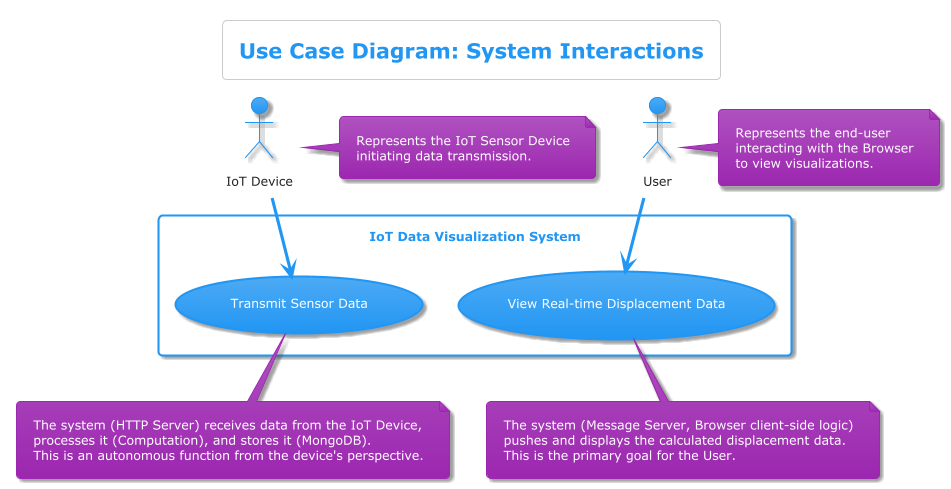 Use Case Diagram: System Interactions
Represents the IoT Sensor Device
initiating data transmission.
Represents the end-user
interacting with the Browser
to view visualizations.
IoT Device
User
IoT Data Visualization System
Transmit Sensor Data
View Real-time Displacement Data
The system (HTTP Server) receives data from the IoT Device,
processes it (Computation), and stores it (MongoDB).
This is an autonomous function from the device's perspective.
The system (Message Server, Browser client-side logic)
pushes and displays the calculated displacement data.
This is the primary goal for the User.